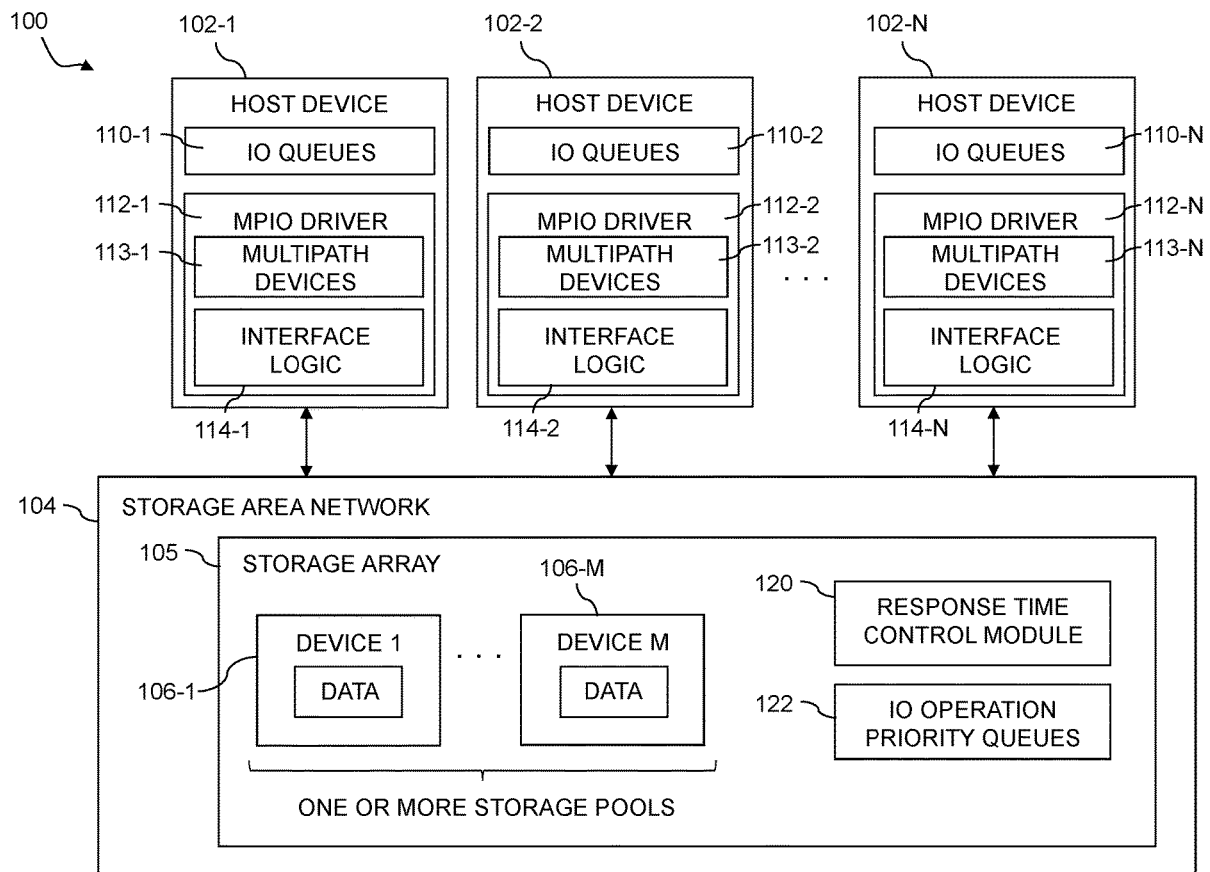 100
102-1
102-2
102-N
HOST DEVICE
HOST DEVICE
HOST DEVICE
110-1
IO QUEUES
IO QUEUES
110-2
IO QUEUES
110-N
112-1
MPIO DRIVER
MPIO DRIVER
112-2
MPIO DRIVER
112-N
113-1
MULTIPATH
DEVICES
MULTIPATH
DEVICES
113-2
. . .
MULTIPATH
DEVICES
113-N
INTERFACE
LOGIC
INTERFACE
LOGIC
INTERFACE
LOGIC
114-1
114-2
114-N
104
STORAGE AREA NETWORK
105
STORAGE ARRAY
106-M
DEVICE 1
DATA
106-1
. . .
DEVICE M
DATA
ONE OR MORE STORAGE POOLS
120
RESPONSE TIME
CONTROL MODULE
122
IO OPERATION
PRIORITY QUEUES